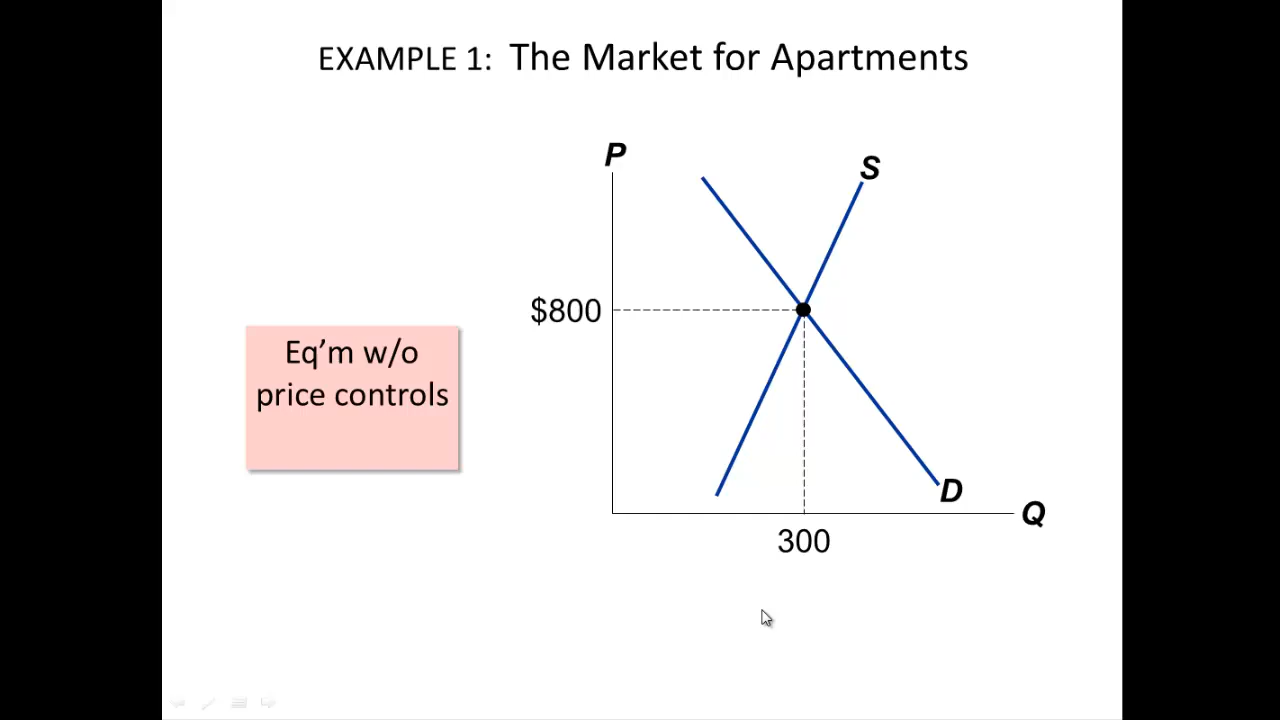 EXAMPLE 1: The Market for Apartments
P
S
$800
Eq’m w/o
price controls
D
Q
300